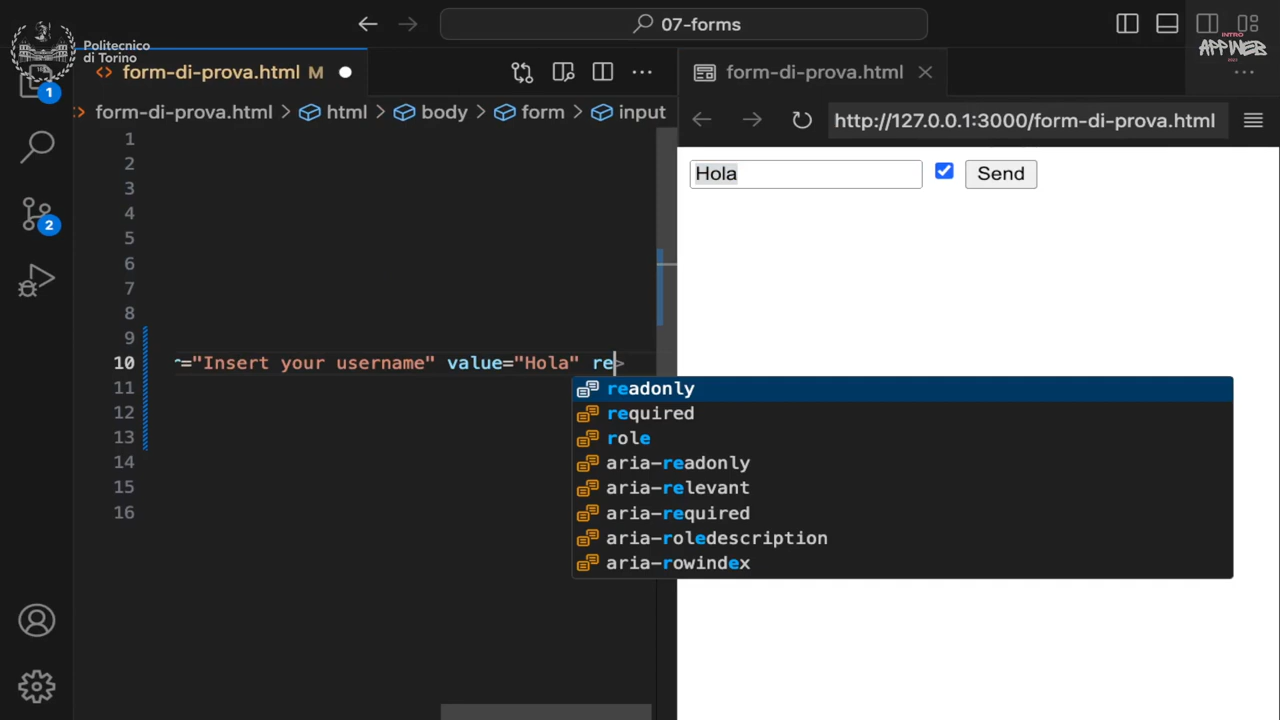 Politecnico
di Torino
07-forms
INTRO
APPIWEB
form-di-prova.html M
form-di-prova.html
form-di-prova.html > html > body > form > input
http://127.0.0.1:3000/form-di-prova.html
1
2
1
2
3
4
5
6
7
8
9
10
11
12
13
14
15
16
="Insert your username" value="Hola" re>
readonly
required
role
aria-readonly
aria-relevant
aria-required
aria-roledescription
aria-rowindex
Hola
Send